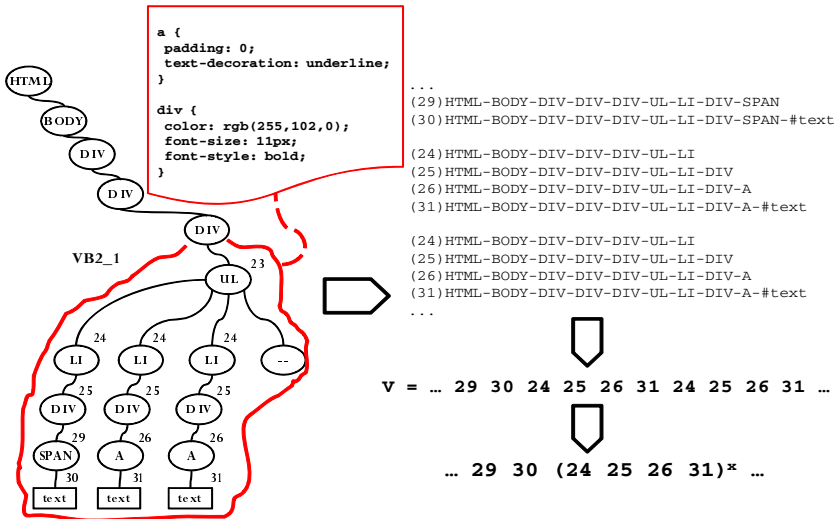 a {
padding: 0;
text-decoration: underline;
}
div {
color: rgb(255,102,0);
font-size: 11px;
font-style: bold;
}
HTML
BODY
DIV
DIV
DIV
VB2_1
23
UL
24
24
24
LI
LI
LI
--
25
25
25
DIV
DIV
DIV
29
26
26
SPAN
A
A
30
31
31
text
text
text
...
(29)HTML-BODY-DIV-DIV-DIV-UL-LI-DIV-SPAN
(30)HTML-BODY-DIV-DIV-DIV-UL-LI-DIV-SPAN-#text
(24)HTML-BODY-DIV-DIV-DIV-UL-LI
(25)HTML-BODY-DIV-DIV-DIV-UL-LI-DIV
(26)HTML-BODY-DIV-DIV-DIV-UL-LI-DIV-A
(31)HTML-BODY-DIV-DIV-DIV-UL-LI-DIV-A-#text
(24)HTML-BODY-DIV-DIV-DIV-UL-LI
(25)HTML-BODY-DIV-DIV-DIV-UL-LI-DIV
(26)HTML-BODY-DIV-DIV-DIV-UL-LI-DIV-A
(31)HTML-BODY-DIV-DIV-DIV-UL-LI-DIV-A-#text
...
V = … 29 30 24 25 26 31 24 25 26 31 …
… 29 30 (24 25 26 31)ˣ …